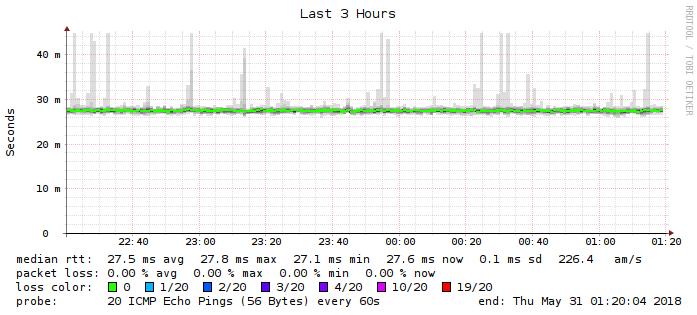 Last 3 Hours
RRDTOOL / TOBI OETIKER
Seconds
40 m
30 m
20 m
10 m
0
22:40 23:00 23:20 23:40 00:00 00:20 00:40 01:00 01:20
median rtt: 27.5 ms avg 27.8 ms max 27.1 ms min 27.6 ms now 0.1 ms sd 226.4 am/s
packet loss: 0.00 % avg 0.00 % max 0.00 % min 0.00 % now
loss color: 0 1/20 2/20 3/20 4/20 10/20 19/20
probe: 20 ICMP Echo Pings (56 Bytes) every 60s end: Thu May 31 01:20:04 2018